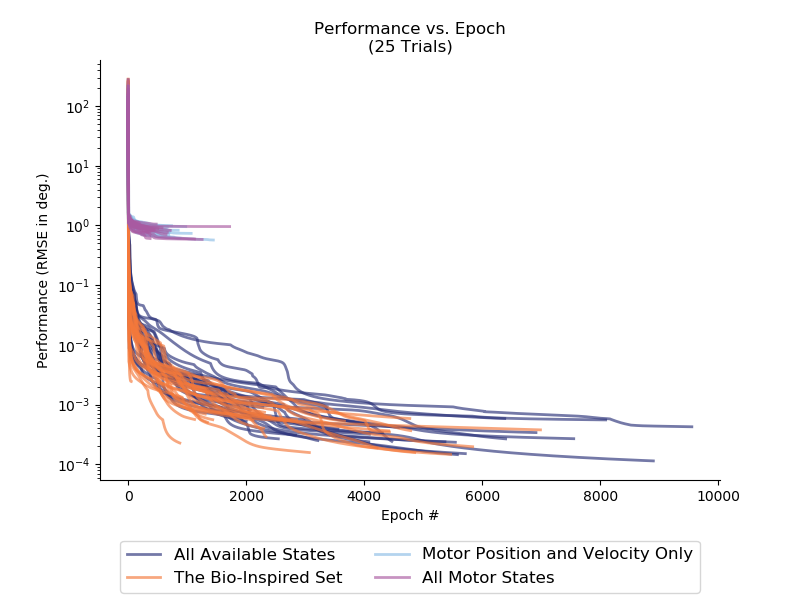 Performance vs. Epoch
(25 Trials)
Performance (RMSE in deg.)
10²
10¹
10⁰
10⁻¹
10⁻²
10⁻³
10⁻⁴
0 2000 4000 6000 8000 10000
Epoch #
All Available States Motor Position and Velocity Only
The Bio-Inspired Set All Motor States